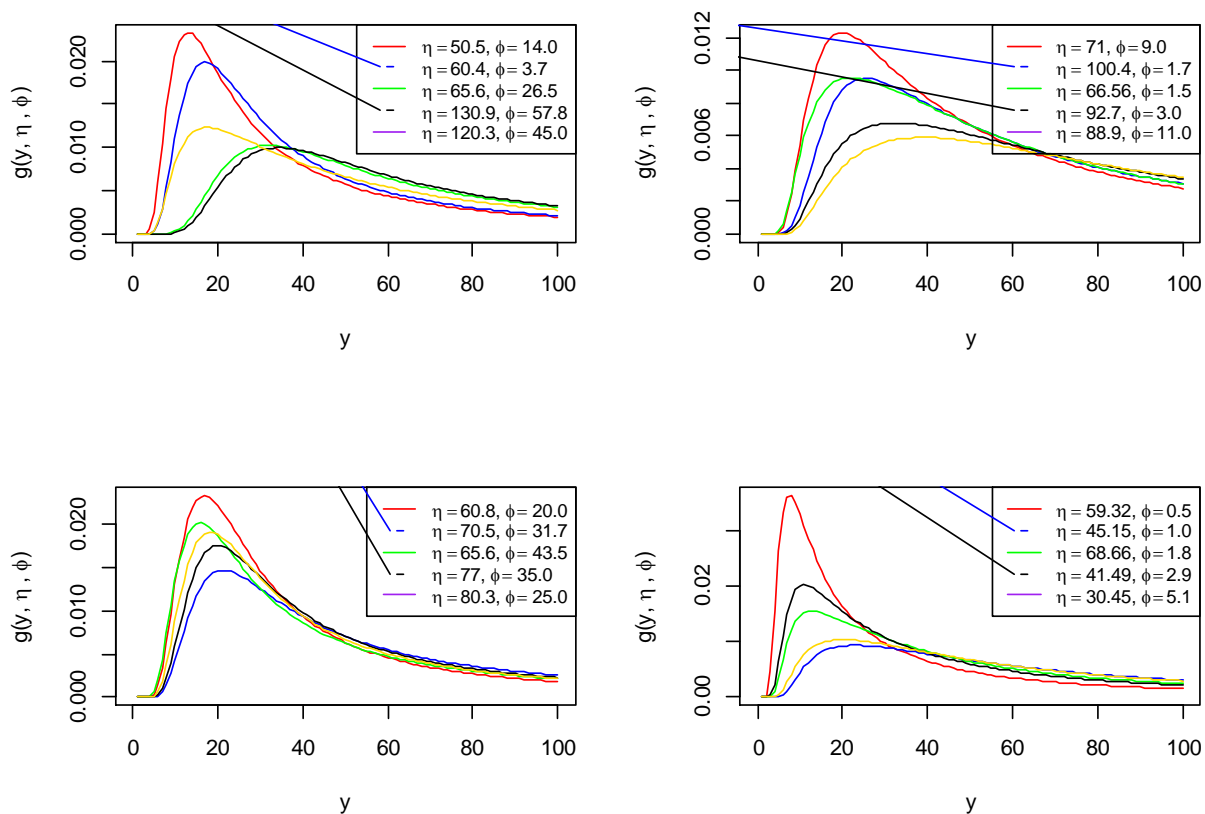 g(y, η, φ)
0.000
0.010
0.020
η = 50.5, φ = 14.0
η = 60.4, φ = 3.7
η = 65.6, φ = 26.5
η = 130.9, φ = 57.8
η = 120.3, φ = 45.0
0 20 40 60 80 100
y
g(y, η, φ)
0.000
0.006
0.012
η = 71, φ = 9.0
η = 100.4, φ = 1.7
η = 66.56, φ = 1.5
η = 92.7, φ = 3.0
η = 88.9, φ = 11.0
0 20 40 60 80 100
y
g(y, η, φ)
0.000
0.010
0.020
η = 60.8, φ = 20.0
η = 70.5, φ = 31.7
η = 65.6, φ = 43.5
η = 77, φ = 35.0
η = 80.3, φ = 25.0
0 20 40 60 80 100
y
g(y, η, φ)
0.00
0.02
η = 59.32, φ = 0.5
η = 45.15, φ = 1.0
η = 68.66, φ = 1.8
η = 41.49, φ = 2.9
η = 30.45, φ = 5.1
0 20 40 60 80 100
y